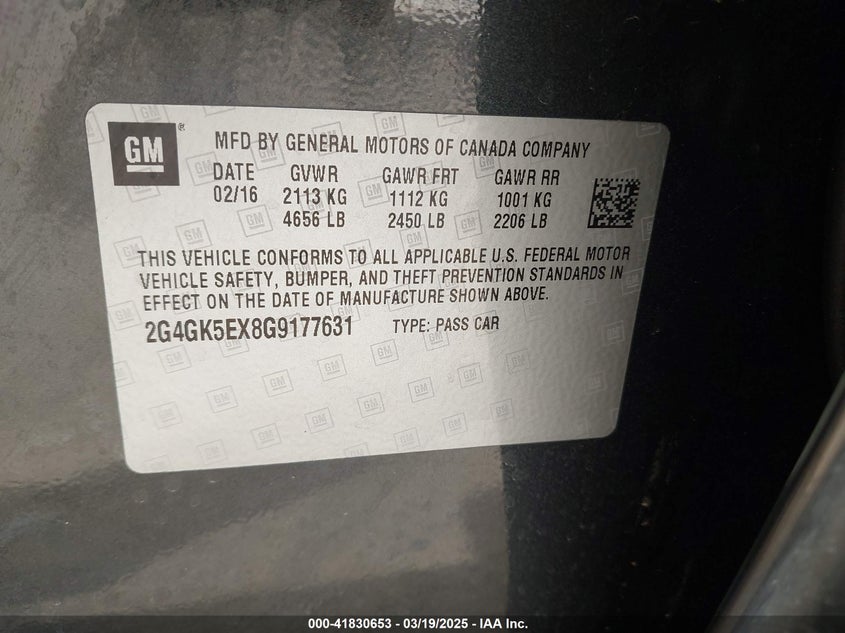 GM®
MFD BY GENERAL MOTORS OF CANADA COMPANY
DATE GVWR GAWR FRT GAWR RR
02/16 2113 KG 1112 KG 1001 KG
4656 LB 2450 LB 2206 LB
THIS VEHICLE CONFORMS TO ALL APPLICABLE U.S. FEDERAL MOTOR
VEHICLE SAFETY, BUMPER, AND THEFT PREVENTION STANDARDS IN
EFFECT ON THE DATE OF MANUFACTURE SHOWN ABOVE.
2G4GK5EX8G9177631 TYPE: PASS CAR
000-41830653 - 03/19/2025 - IAA Inc.